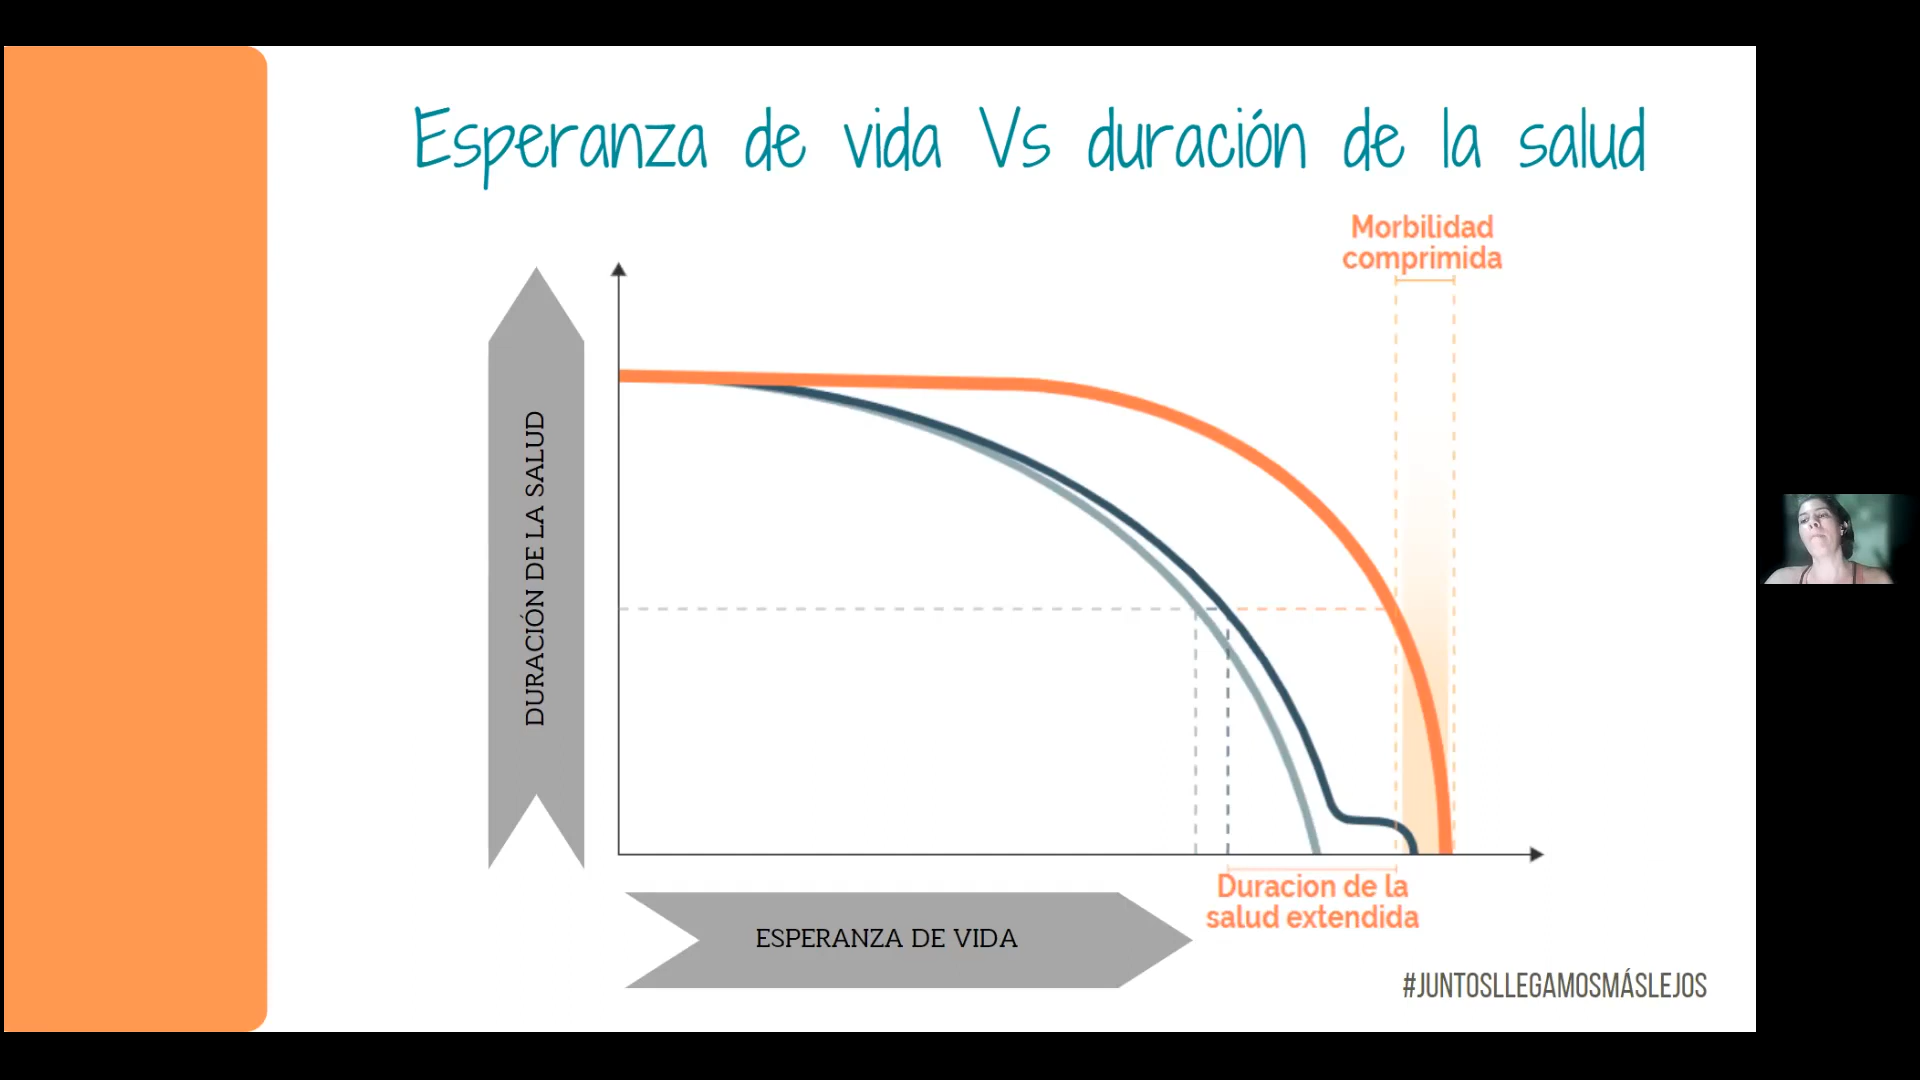 Esperanza de vida Vs duración de la salud
Morbilidad
comprimida
DURACIÓN DE LA SALUD
Duracion de la
salud extendida
ESPERANZA DE VIDA
#JUNTOSLLEGAMOSMÁSLEJOS